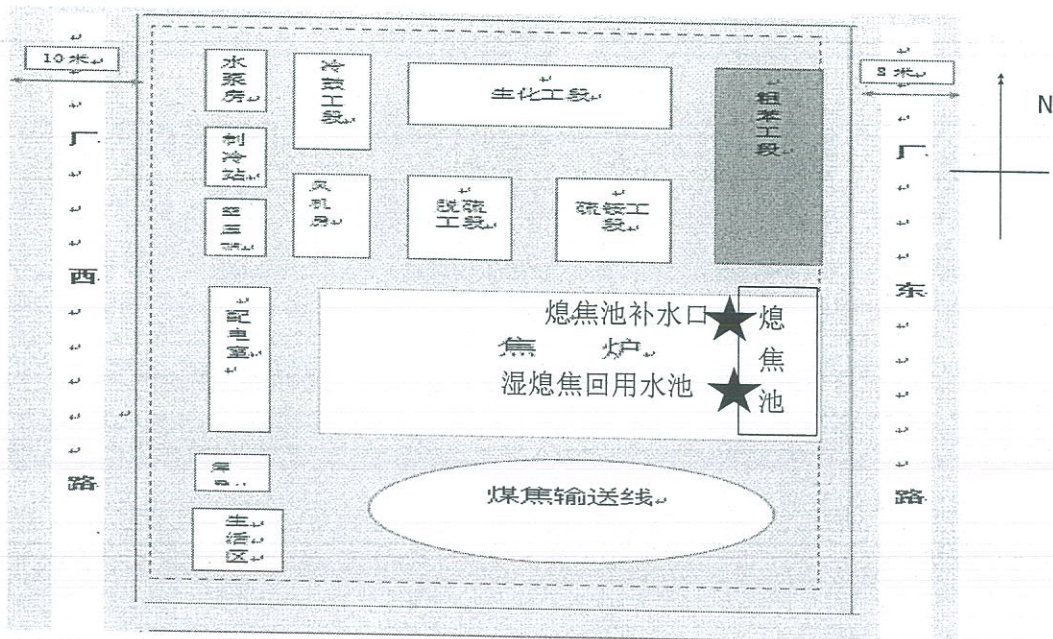 10 米
8 米
N
厂
西
路
厂
东
路
水
泵
房
冷
鼓
工
段
生化工段
粗
苯
工
段
制
冷
站
空
压
站
风
机
房
脱硫
工段
硫铵工
段
配
电
室
熄焦池补水口
焦 炉
湿熄焦回用水池
熄
焦
池
煤焦输送线
生
活
区